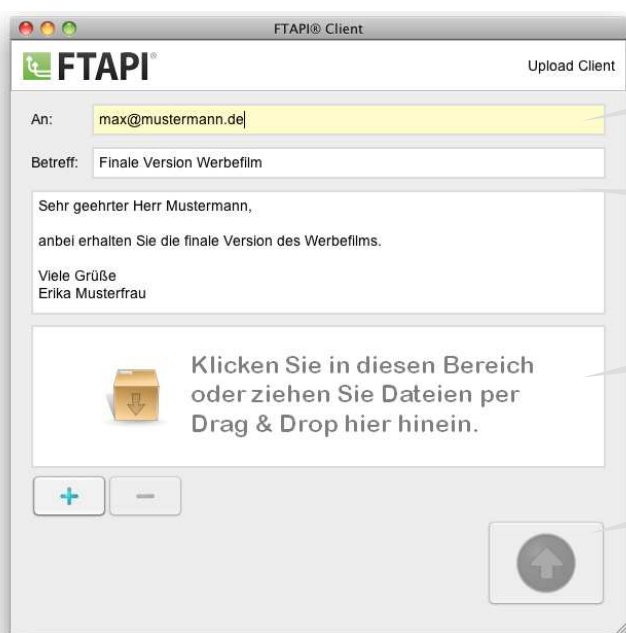 FTAPI® Client
FTAPI® Upload Client
An: max@mustermann.de
Betreff: Finale Version Werbefilm
Sehr geehrter Herr Mustermann,
anbei erhalten Sie die finale Version des Werbefilms.
Viele Grüße
Erika Musterfrau
Klicken Sie in diesen Bereich
oder ziehen Sie Dateien per
Drag & Drop hier hinein.